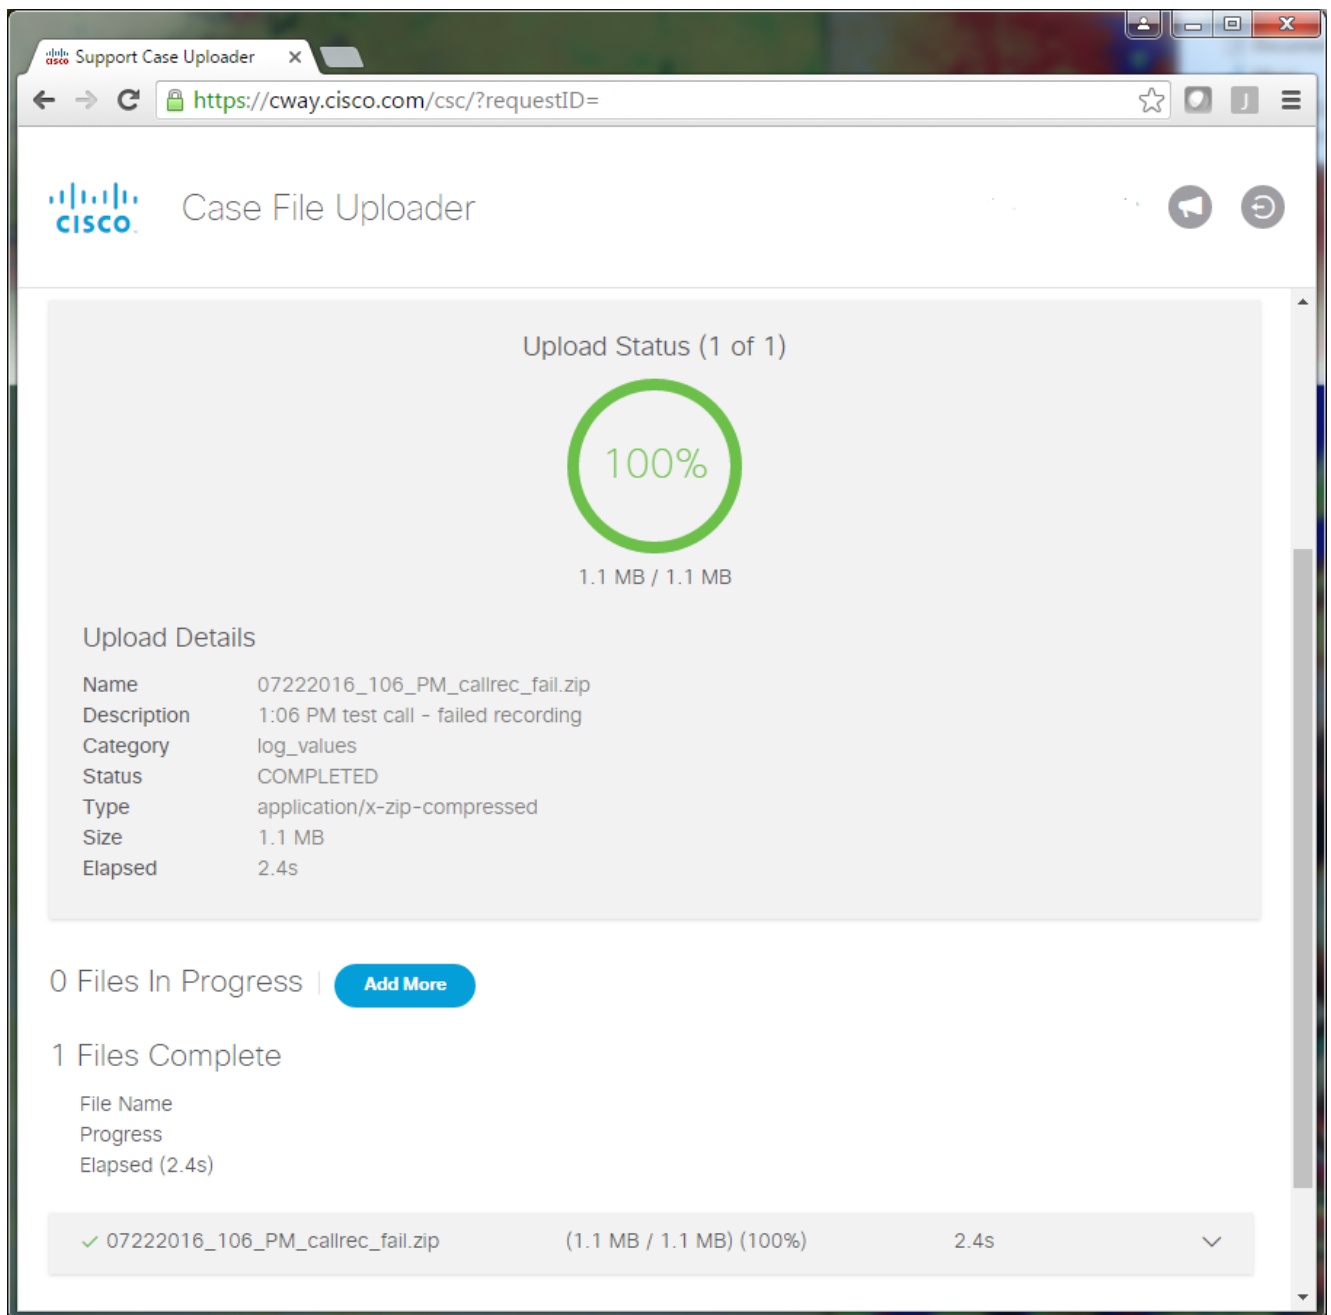 Support Case Uploader
https://cway.cisco.com/csc/?requestID=
J
CISCO
Case File Uploader
Upload Status (1 of 1)
100%
1.1 MB / 1.1 MB
Upload Details
Name 07222016_106_PM_callrec_fail.zip
Description 1:06 PM test call - failed recording
Category log_values
Status COMPLETED
Type application/x-zip-compressed
Size 1.1 MB
Elapsed 2.4s
0 Files In Progress Add More
1 Files Complete
File Name
Progress
Elapsed (2.4s)
07222016_106_PM_callrec_fail.zip (1.1 MB / 1.1 MB) (100%) 2.4s